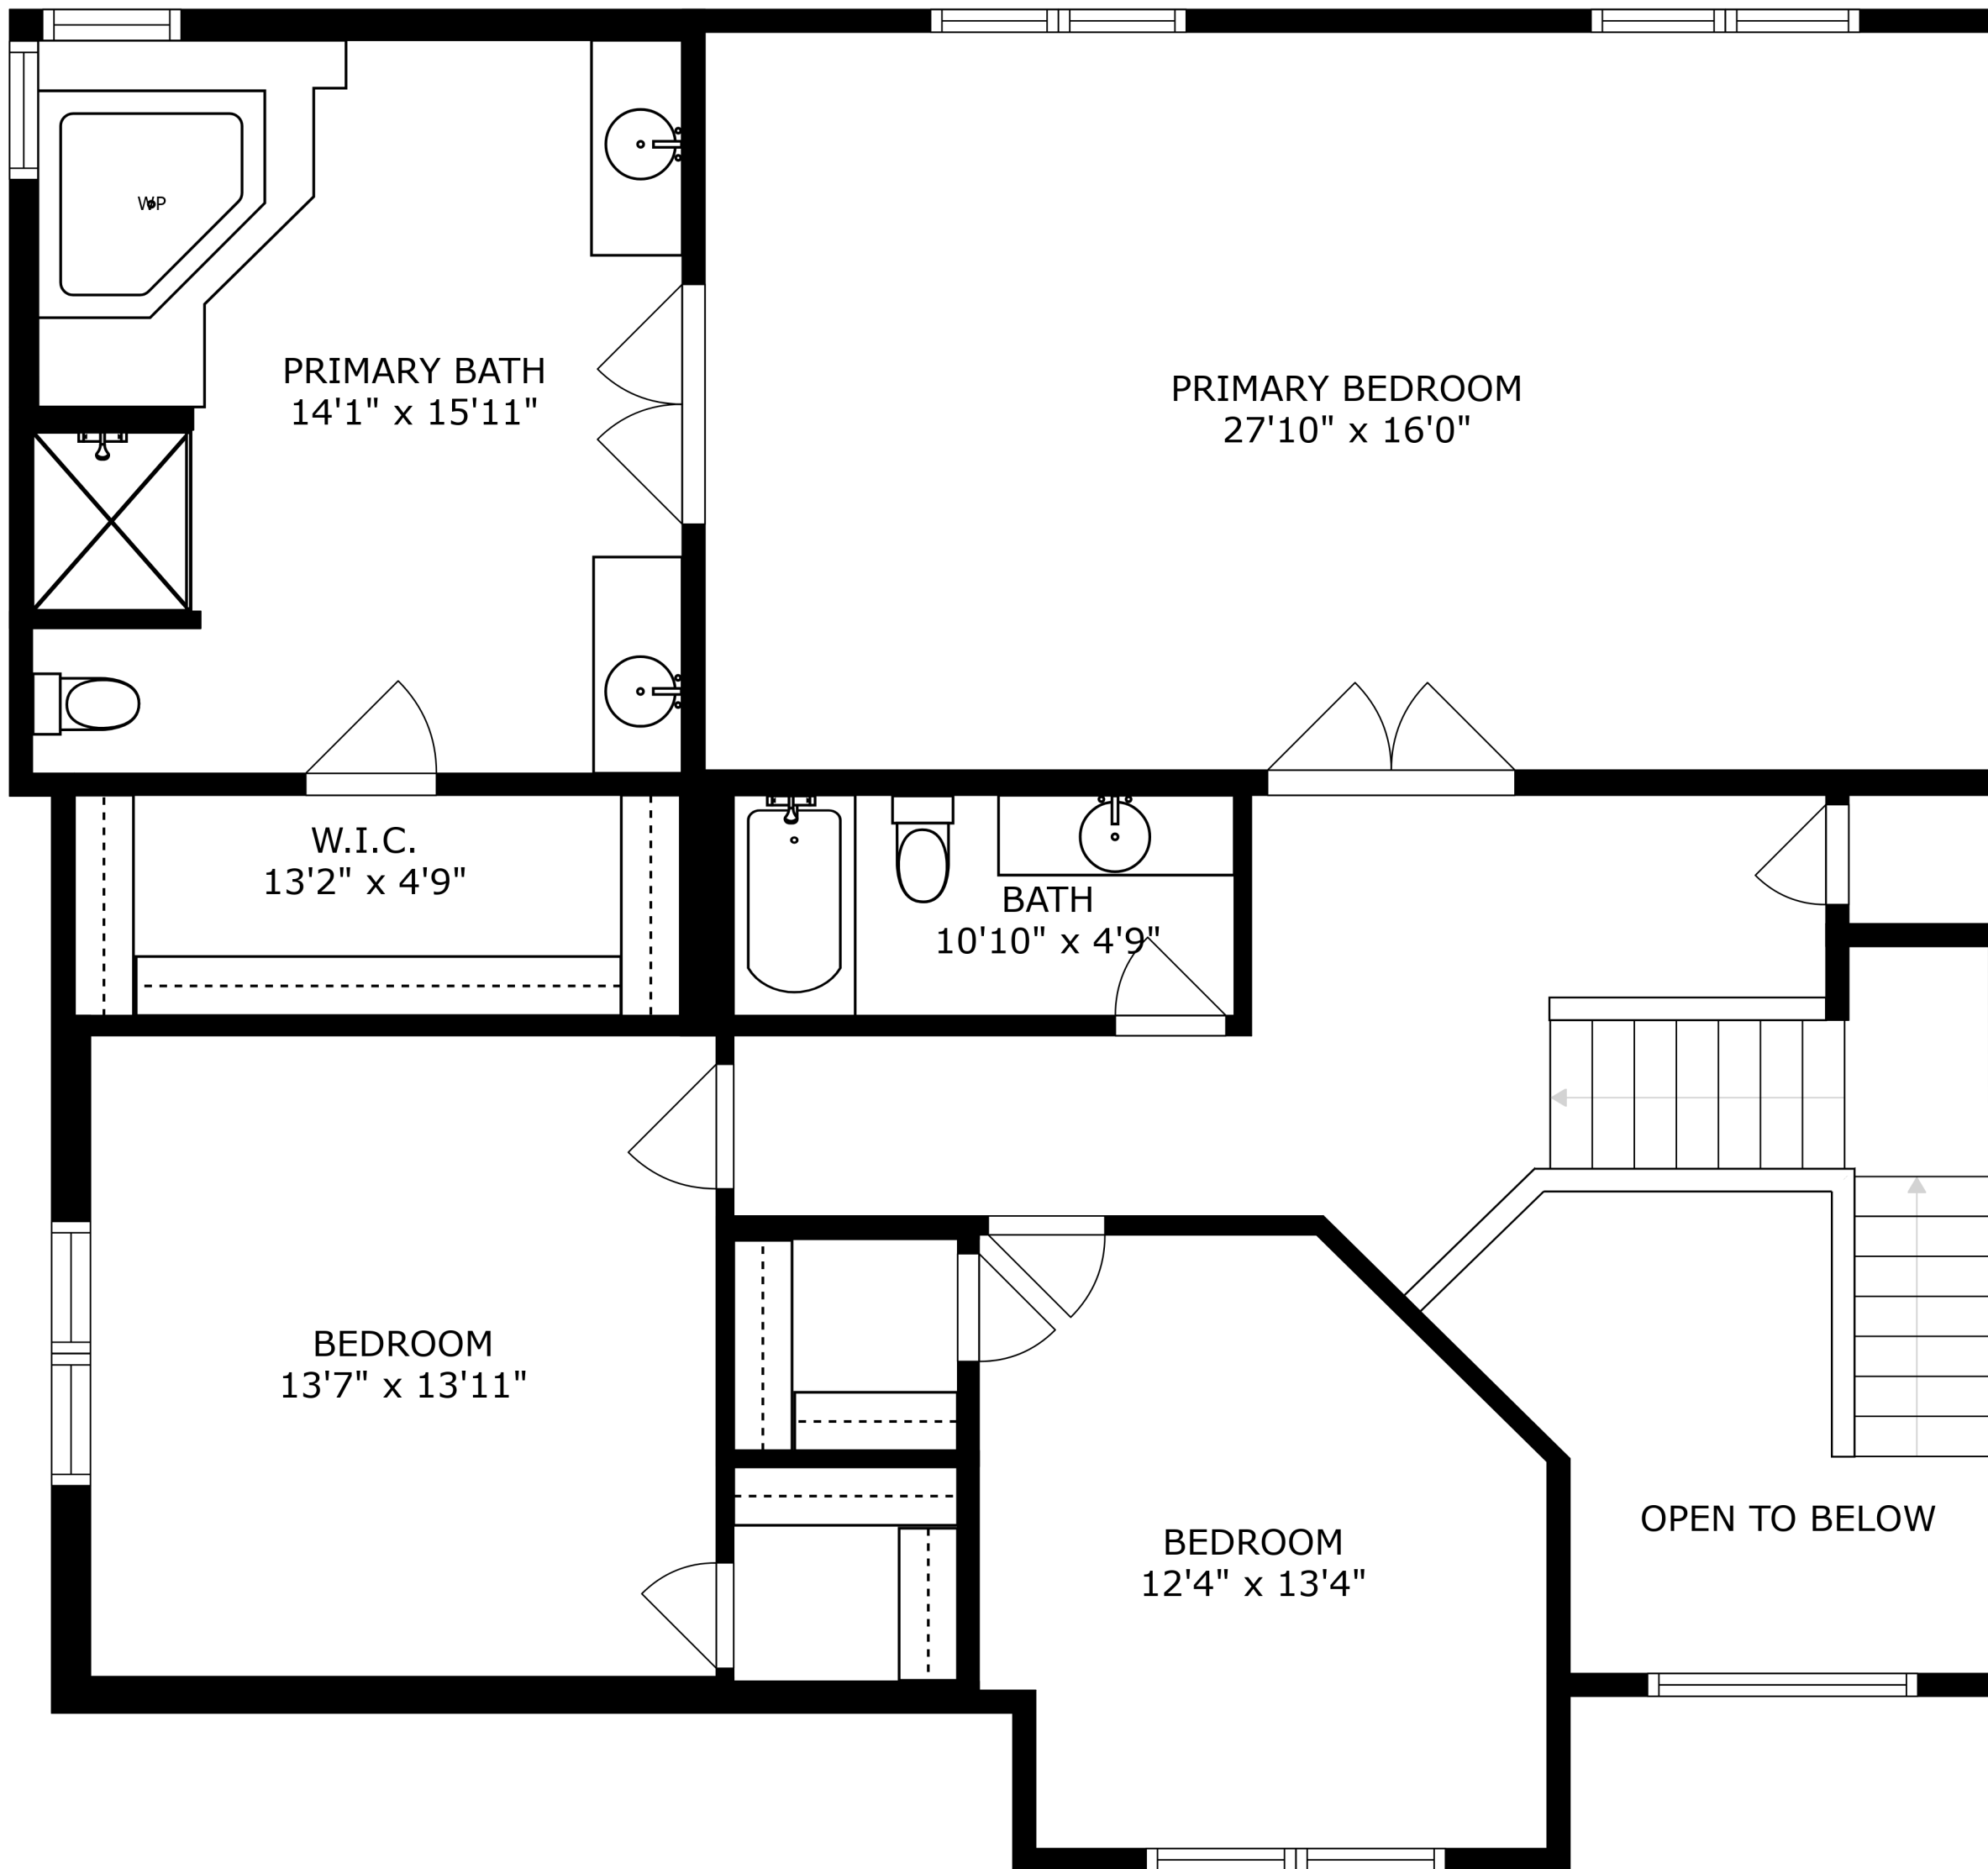 WP
PRIMARY BATH
14'1" x 15'11"
PRIMARY BEDROOM
27'10" x 16'0"
W.I.C.
13'2" x 4'9"
BATH
10'10" x 4'9"
BEDROOM
13'7" x 13'11"
OPEN TO BELOW
BEDROOM
12'4" x 13'4"